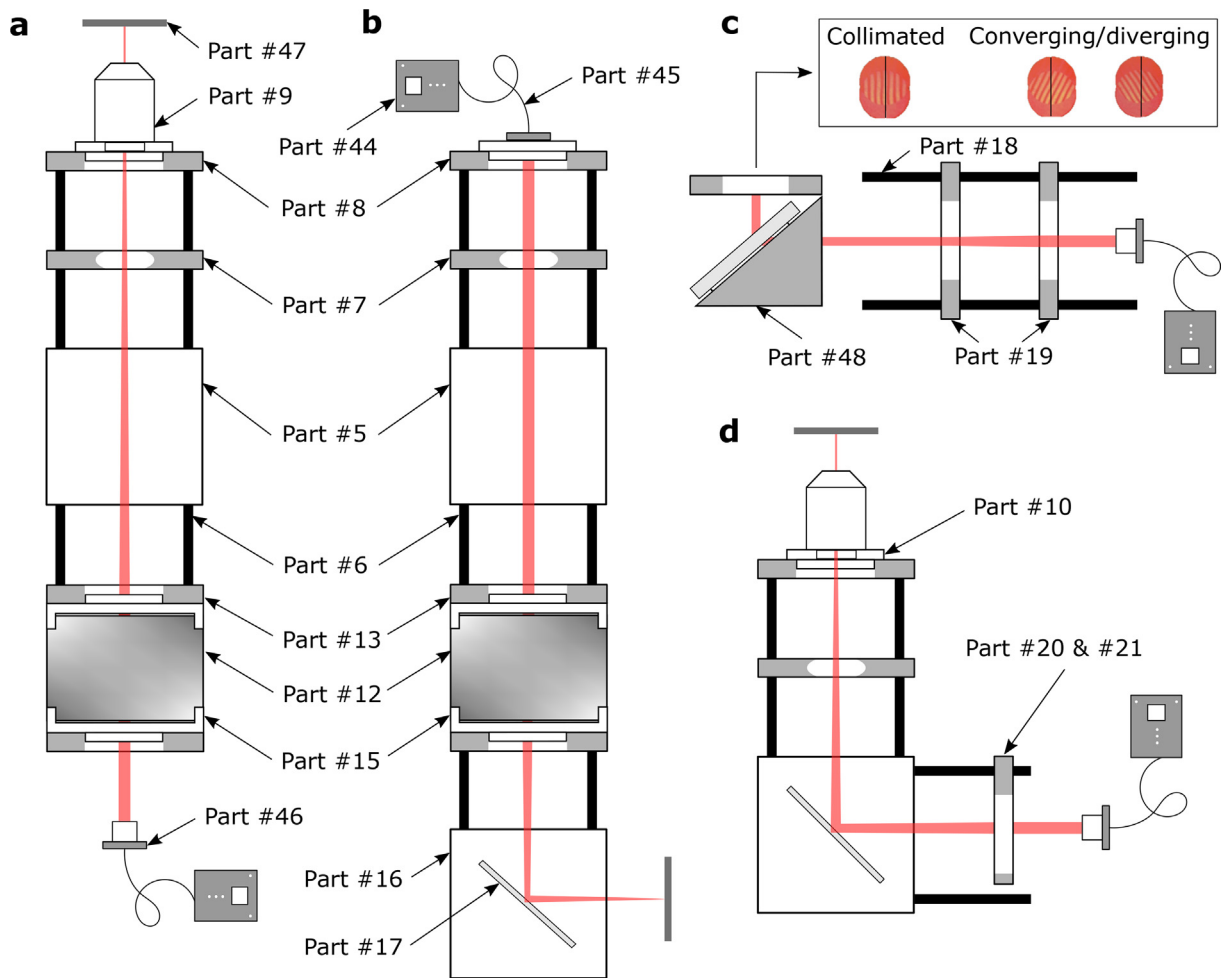 a
Part #47
Part #9
b
Part #45
Part #44
Part #8
Part #7
Part #5
Part #6
Part #13
Part #12
Part #15
Part #46
Part #16
Part #17
c
Collimated
Converging/diverging
Part #18
Part #48
Part #19
d
Part #10
Part #20 & #21